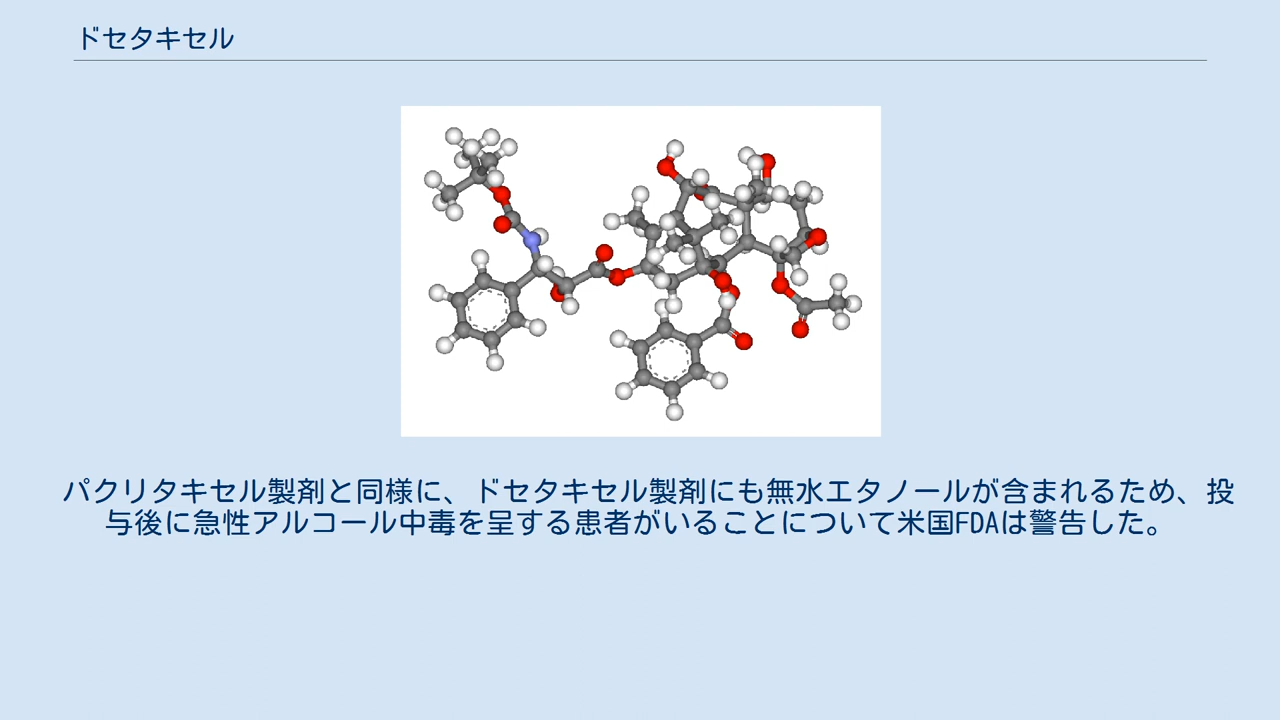 ドセタキセル
パクリタキセル製剤と同様に、ドセタキセル製剤にも無水エタノールが含まれるため、投
与後に急性アルコール中毒を呈する患者がいることについて米国FDAは警告した。